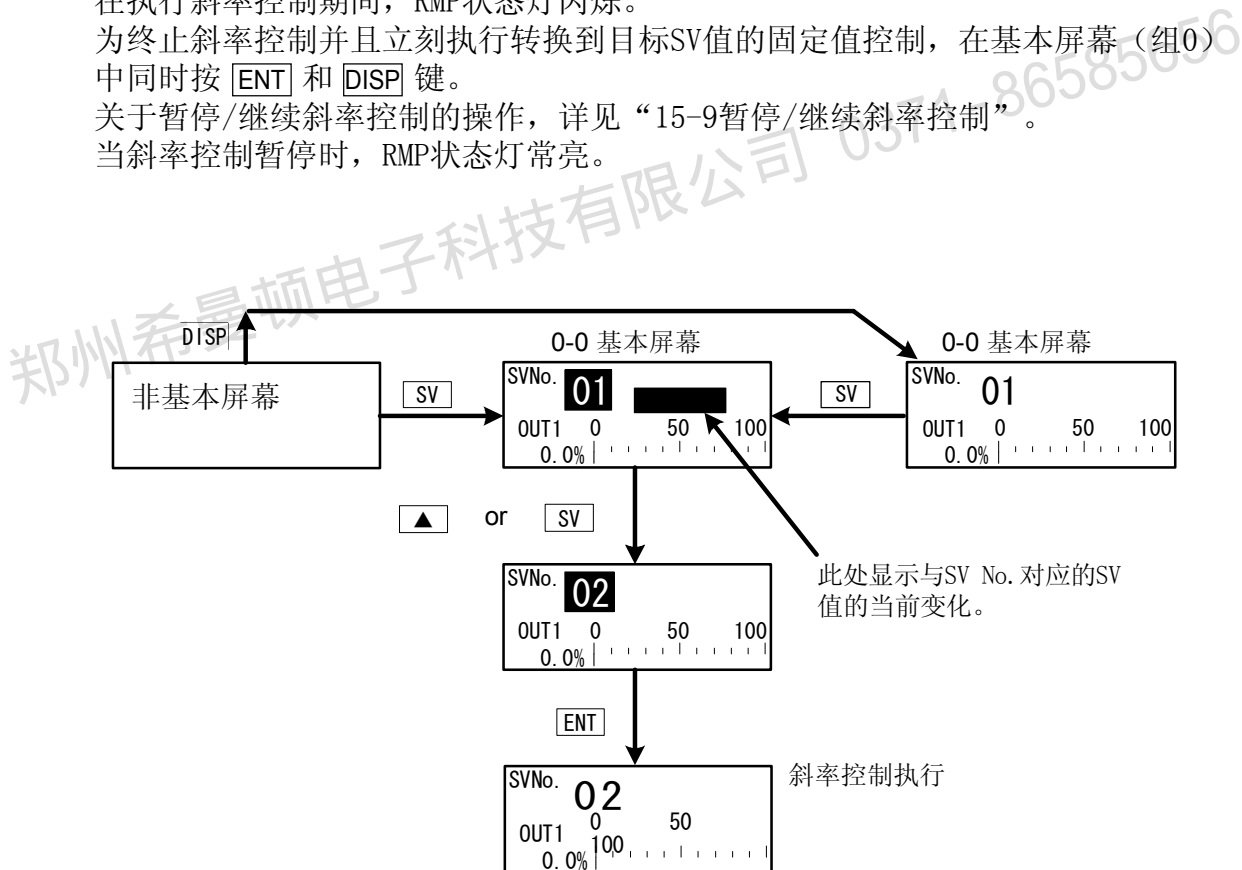 在执行斜率控制期间，RMP状态灯闪烁。
为终止斜率控制并且立刻执行转换到目标SV值的固定值控制，在基本屏幕（组0）
中同时按 ENT 和 DISP 键。
关于暂停/继续斜率控制的操作，详见“15-9暂停/继续斜率控制”。
当斜率控制暂停时，RMP状态灯常亮。
郑州希曼顿电子科技有限公司 0371-86585656
DISP
0-0 基本屏幕
0-0 基本屏幕
非基本屏幕
SV
SVNo. 01
OUT1 0 50 100
0.0%
SV
SVNo. 01
OUT1 0 50 100
0.0%
▲ or SV
SVNo. 02
OUT1 0 50 100
0.0%
此处显示与SV No.对应的SV
值的当前变化。
ENT
SVNo. 02
OUT1 0 50
0.0% 100
斜率控制执行